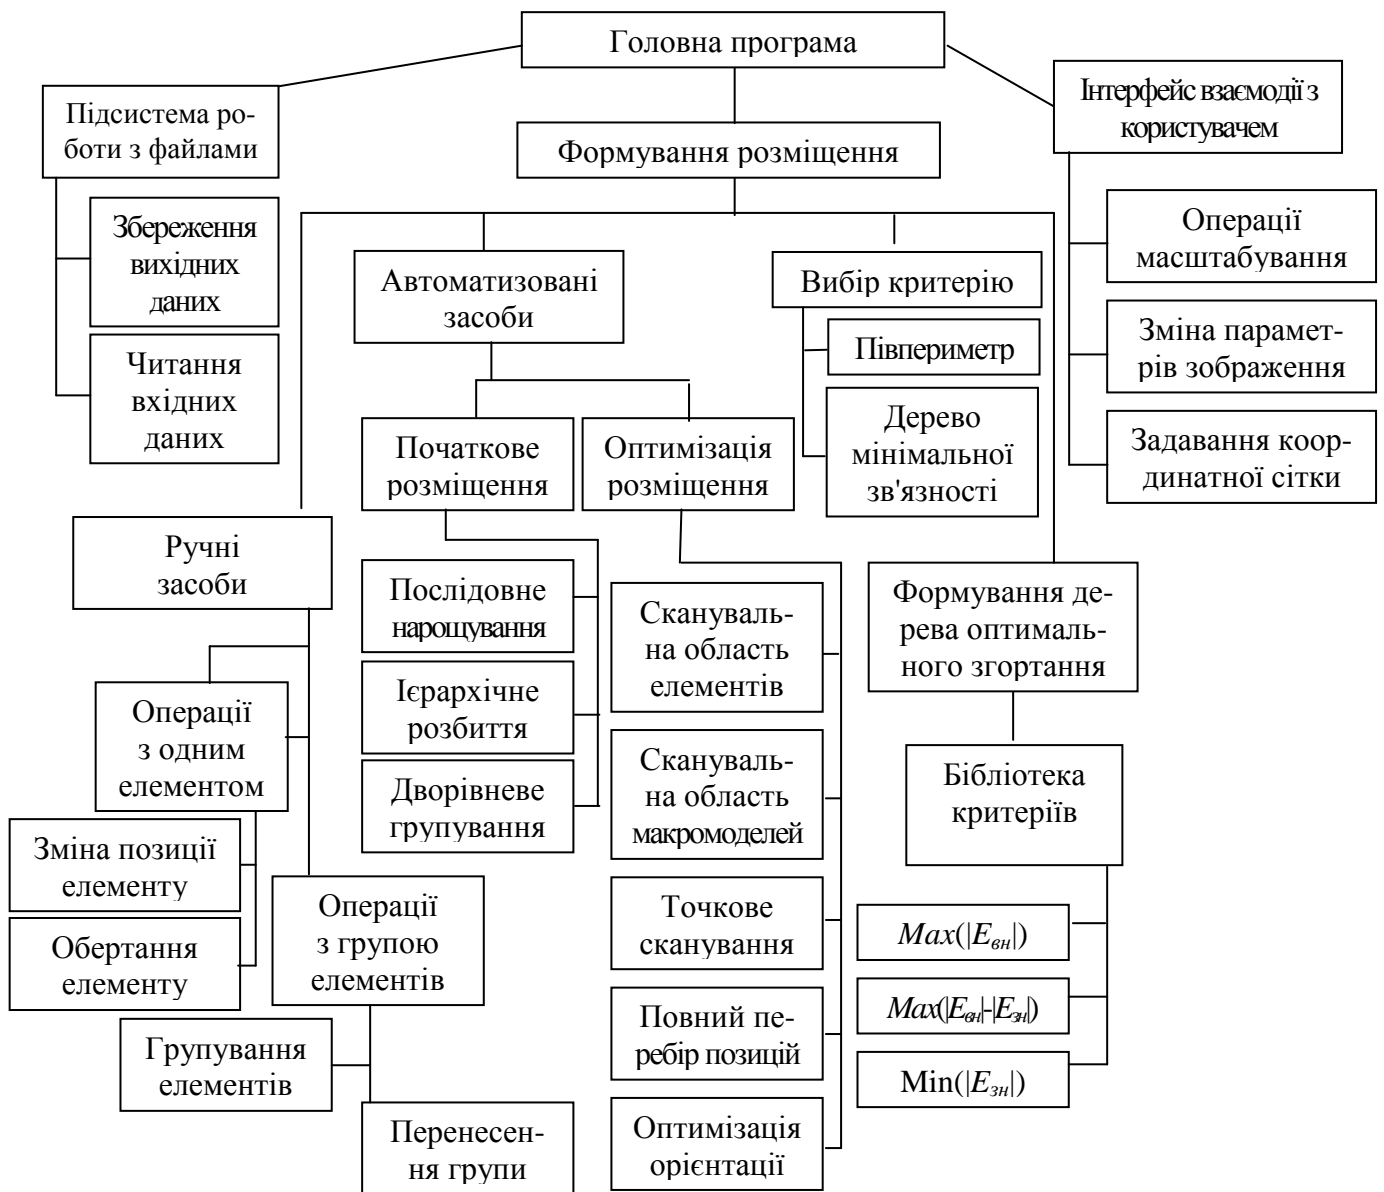 Головна програма
Підсистема ро-
боти з файлами
Інтерфейс взаємодії з
користувачем
Формування розміщення
Збереження
вихідних
даних
Читання
вхідних
даних
Автоматизовані
засоби
Вибір критерію
Півпериметр
Дерево
мінімальної
зв'язності
Операції
масштабування
Зміна парамет-
рів зображення
Задавання коор-
динатної сітки
Початкове
розміщення
Оптимізація
розміщення
Ручні
засоби
Послідовне
нарощування
Ієрархічне
розбиття
Дворівневе
групування
Скануваль-
на область
елементів
Скануваль-
на область
макромоделей
Точкове
сканування
Повний пе-
ребір позицій
Оптимізація
орієнтації
Формування де-
рева оптималь-
ного згортання
Бібліотека
критеріїв
Max(|Eвн|)
Max(|Eвн|-|Eзн|)
Min(|Eзн|)
Операції
з одним
елементом
Зміна позиції
елементу
Обертання
елементу
Операції
з групою
елементів
Групування
елементів
Перенесен-
ня групи